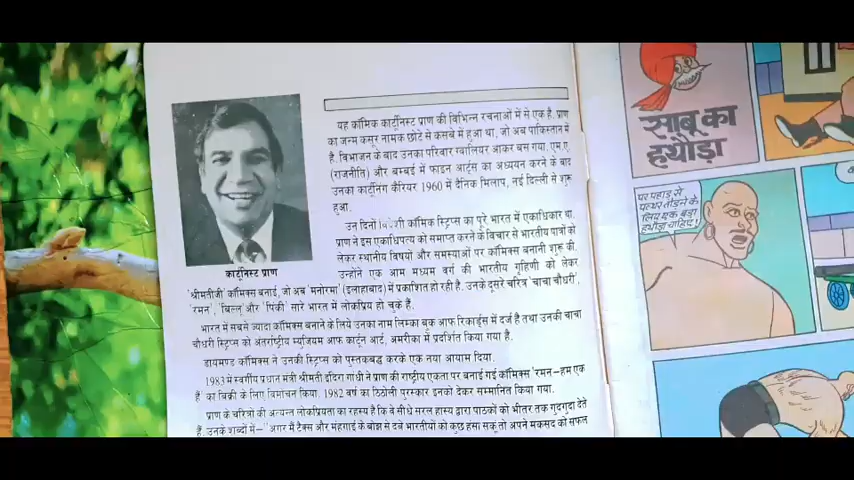 यह कॉमिक कार्टूनिस्ट प्राण की विभिन्न रचनाओं में से एक है. प्राण
का जन्म कसूर नामक छोटे से कसबे में हुआ था, जो अब पाकिस्तान में
है. विभाजन के बाद उनका परिवार ग्वालियर आकर बस गया. एम.ए.
(राजनीति) और बम्बई में फाइन आर्ट्स का अध्ययन करने के बाद
उनका कार्टूनिंग कैरियर 1960 में दैनिक मिलाप, नई दिल्ली से शुरू
हुआ.
उन दिनों विदेशी कॉमिक स्ट्रिप्स का पूरे भारत में एकाधिकार था.
प्राण ने इस एकाधिपत्य को समाप्त करने के विचार से भारतीय पात्रों को
लेकर स्थानीय विषयों और समस्याओं पर कॉमिक्स बनानी शुरू की.
उन्होंने एक आम मध्यम वर्ग की भारतीय गृहिणी को लेकर
कार्टूनिस्ट प्राण
'श्रीमतीजी' कॉमिक्स बनाई, जो अब 'मनोरमा' (इलाहाबाद) में प्रकाशित हो रही है. उनके दूसरे चरित्र 'चाचा चौधरी',
'रमन', 'बिल्लू' और 'पिंकी' सारे भारत में लोकप्रिय हो चुके हैं.
भारत में सबसे ज्यादा कॉमिक्स बनाने के लिये उनका नाम लिम्का बुक आफ रिकार्ड्स में दर्ज है तथा उनकी चाचा
चौधरी स्ट्रिप्स को अंतर्राष्ट्रीय म्युजियम आफ कार्टून आर्ट, अमरीका में प्रदर्शित किया गया है.
डायमण्ड कॉमिक्स ने उनकी स्ट्रिप्स को पुस्तकबद्ध करके एक नया आयाम दिया.
1983 में स्वर्गीय प्रधान मंत्री श्रीमती इंदिरा गांधी ने प्राण की राष्ट्रीय एकता पर बनाई गई कॉमिक्स 'रमन–हम एक
हैं' का बिक्री के लिए विमोचन किया. 1982 वर्ष का ठिठोली पुरस्कार इनको देकर सम्मानित किया गया.
प्राण के चरित्रों की अत्यन्त लोकप्रियता का रहस्य है कि वे सीधे सरल हास्य द्वारा पाठकों को भीतर तक गुदगुदा देते
हैं. उनके शब्दों में–"अगर मैं टैक्स और मंहगाई के बोझ से दबे भारतीयों को कुछ हंसा सकूं तो अपने मकसद को सफल
साबू का
हथौड़ा
पर पहाड़ से
पत्थर तोड़ने के
लिए एक बड़ा
हथौड़ा चाहिए!